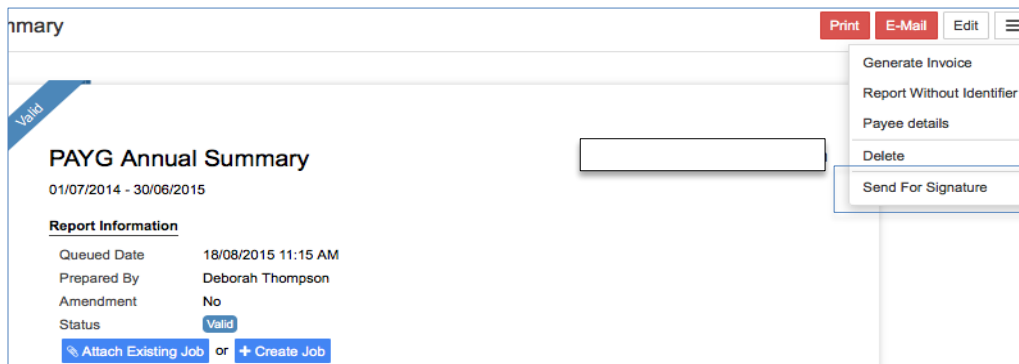 Print E-Mail Edit
Generate Invoice
Report Without Identifier
Payee details
Delete
Send For Signature
Valid
PAYG Annual Summary
01/07/2014 - 30/06/2015
Report Information
Queued Date 18/08/2015 11:15 AM
Prepared By Deborah Thompson
Amendment No
Status Valid
Attach Existing Job or + Create Job